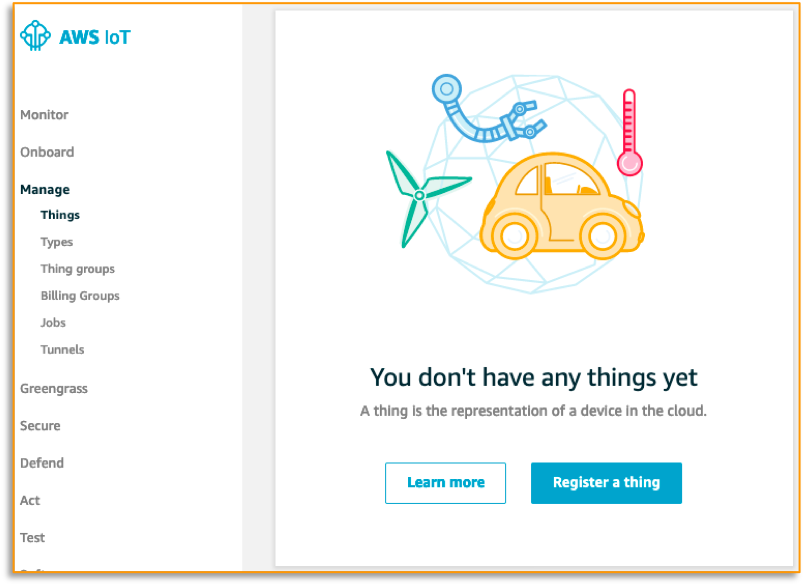 AWS IoT
Monitor
Onboard
Manage
Things
Types
Thing groups
Billing Groups
Jobs
Tunnels
Greengrass
Secure
Defend
Act
Test
You don't have any things yet
A thing is the representation of a device in the cloud.
Learn more
Register a thing